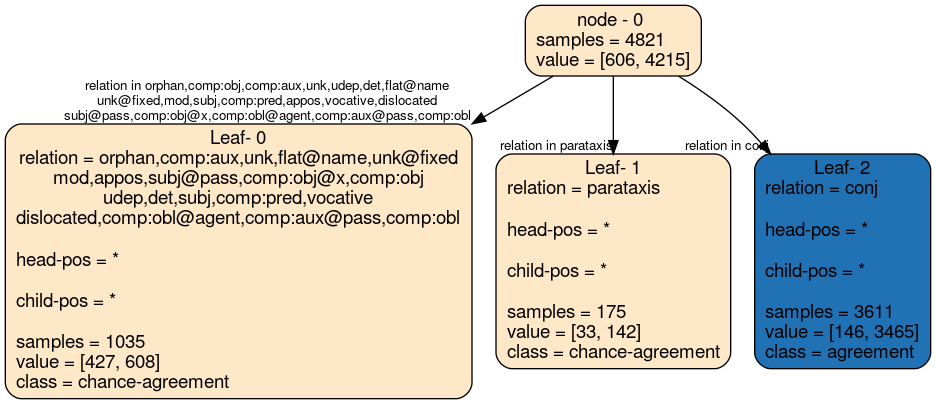 node - 0
samples = 4821
value = [606, 4215]
relation in orphan,comp:obj,comp:aux,unk,udep,det,flat@name
unk@fixed,mod,subj,comp:pred,appos,vocative,dislocated
subj@pass,comp:obj@x,comp:obl@agent,comp:aux@pass,comp:obl
relation in parataxis
relation in conj
Leaf- 0
relation = orphan,comp:aux,unk,flat@name,unk@fixed
mod,appos,subj@pass,comp:obj@x,comp:obj
udep,det,subj,comp:pred,vocative
dislocated,comp:obl@agent,comp:aux@pass,comp:obl
head-pos = *
child-pos = *
samples = 1035
value = [427, 608]
class = chance-agreement
Leaf- 1
relation = parataxis
head-pos = *
child-pos = *
samples = 175
value = [33, 142]
class = chance-agreement
Leaf- 2
relation = conj
head-pos = *
child-pos = *
samples = 3611
value = [146, 3465]
class = agreement